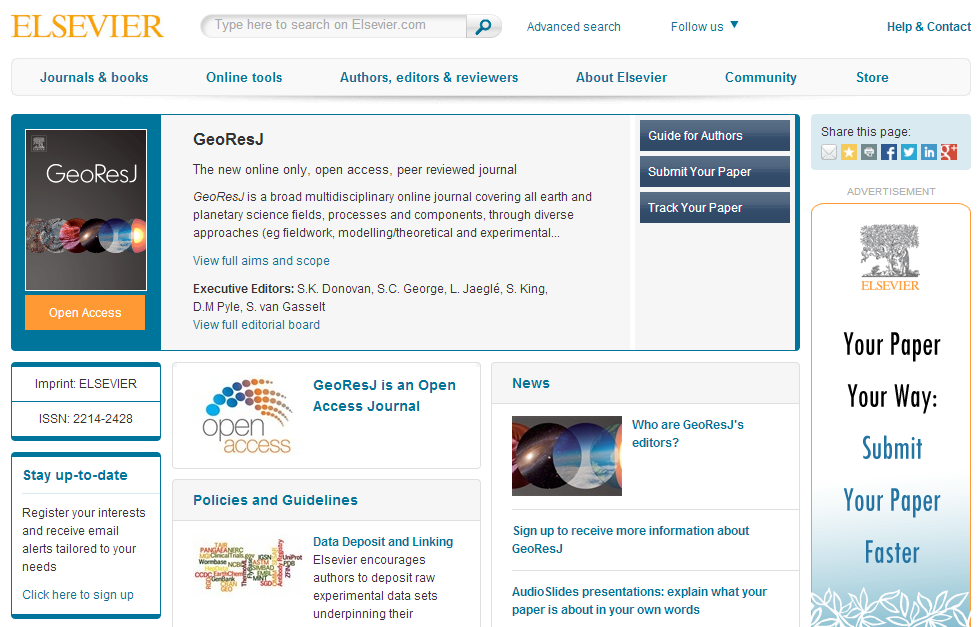 ELSEVIER
Type here to search on Elsevier.com
Advanced search
Follow us
Help & Contact
Journals & books
Online tools
Authors, editors & reviewers
About Elsevier
Community
Store
GeoResJ
Open Access
GeoResJ
The new online only, open access, peer reviewed journal
GeoResJ is a broad multidisciplinary online journal covering all earth and
planetary science fields, processes and components, through diverse
approaches (eg fieldwork, modelling/theoretical and experimental...
View full aims and scope
Executive Editors: S.K. Donovan, S.C. George, L. Jaeglé, S. King,
D.M Pyle, S. van Gasselt
View full editorial board
Guide for Authors
Submit Your Paper
Track Your Paper
Share this page:
ADVERTISEMENT
ELSEVIER
Your Paper
Your Way:
Submit
Your Paper
Faster
Imprint: ELSEVIER
ISSN: 2214-2428
Stay up-to-date
Register your interests
and receive email
alerts tailored to your
needs
Click here to sign up
open
access
GeoResJ is an Open
Access Journal
Policies and Guidelines
TAIR
PANGAEA
NERC
ClinicalTrials.gov
Wormbase
NCBI
CCDC
EarthChem
GenBank
GEO
IGSN
ASTM
SIMBAD
MINT
SGD
Antibody Registry
UniProt
PDB
ZFIN
Data Deposit and Linking
Elsevier encourages
authors to deposit raw
experimental data sets
underpinning their
News
Who are GeoResJ's
editors?
Sign up to receive more information about
GeoResJ
AudioSlides presentations: explain what your
paper is about in your own words